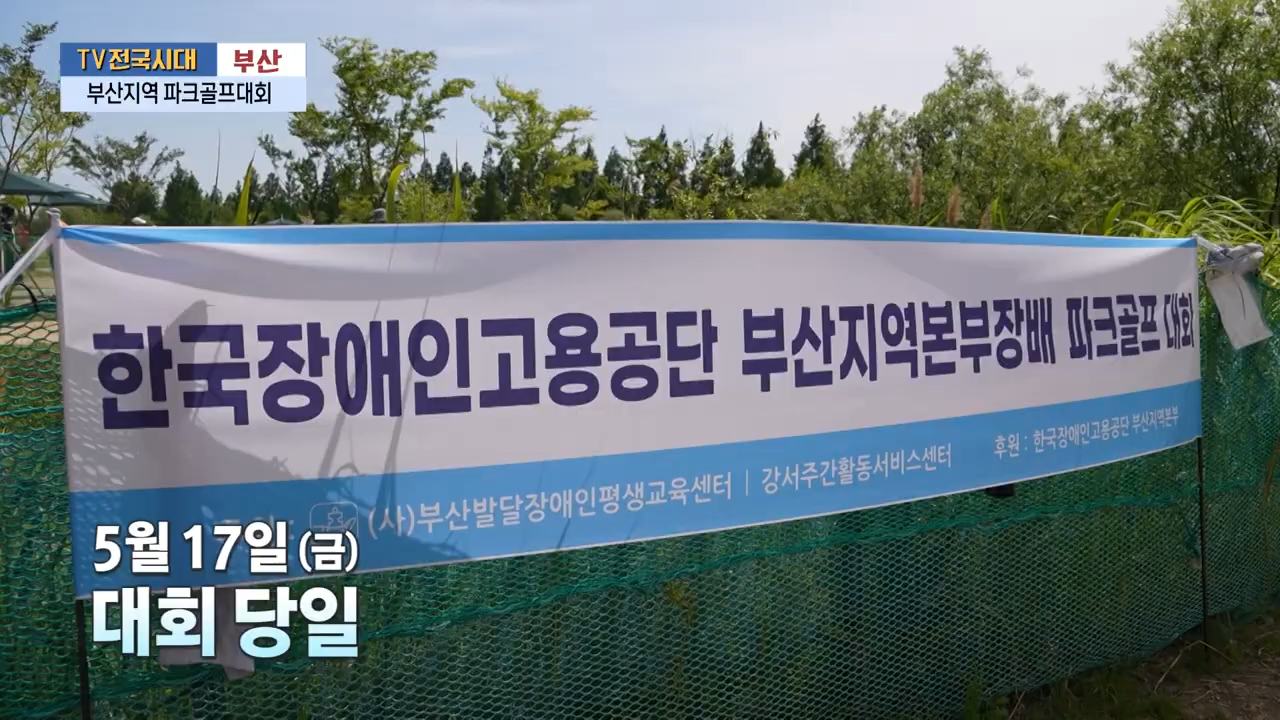 TV전국시대 부산
부산지역 파크골프대회
한국장애인고용공단 부산지역본부장배 파크골프 대회
(사)부산발달장애인평생교육센터 | 강서주간활동서비스센터 후원 : 한국장애인고용공단 부산지역본부
5월 17일 (금)
대회 당일